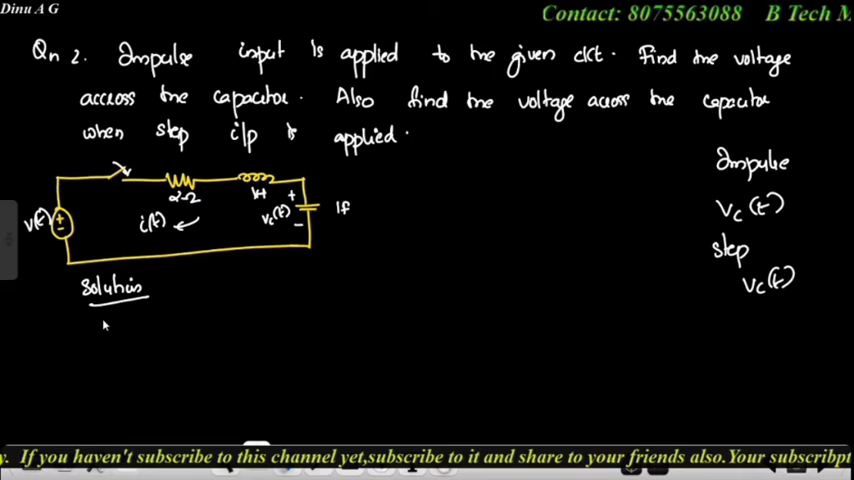 Dinu A G
Contact: 8075563088 B Tech M
Qn 2. Impulse input is applied to the given ckt. Find the voltage
accross the capacitor. Also find the voltage across the capacitor
when step i/p is applied.
Impulse
Vc(t)
step
Vc(t)
V(t)
+
-
i(t)
2Ω
1H
+
Vc(t)
-
1f
Solution
y. If you haven't subscribe to this channel yet,subscribe to it and share to your friends also.Your subscribpt